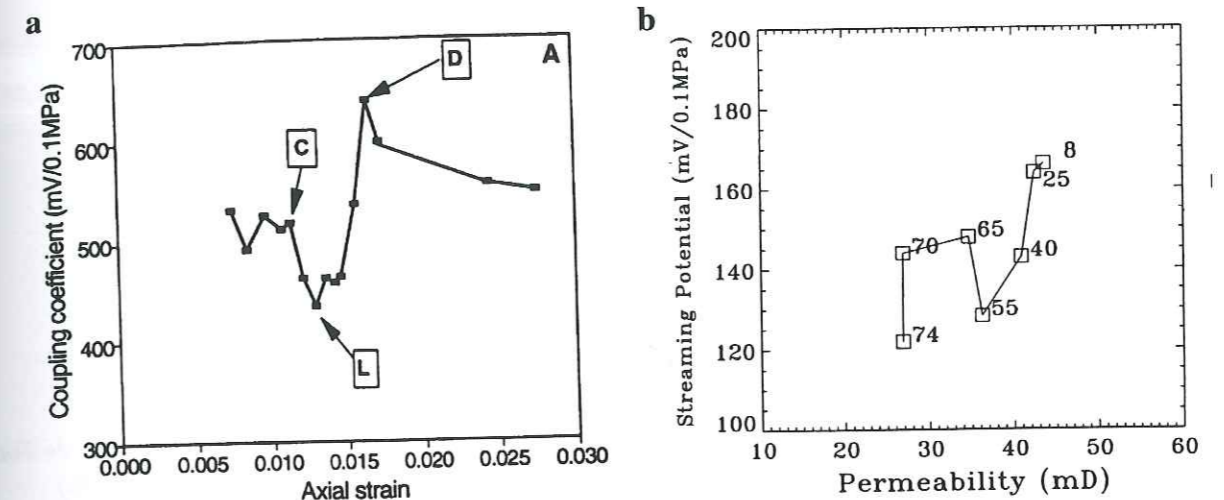 a
Coupling coefficient (mV/0.1MPa)
700
600
500
400
300
A
D
C
L
0.000 0.005 0.010 0.015 0.020 0.025 0.030
Axial strain
b
Streaming Potential (mV/0.1MPa)
200
180
160
140
120
100
8
25
40
55
65
70
74
10 20 30 40 50 60
Permeability (mD)